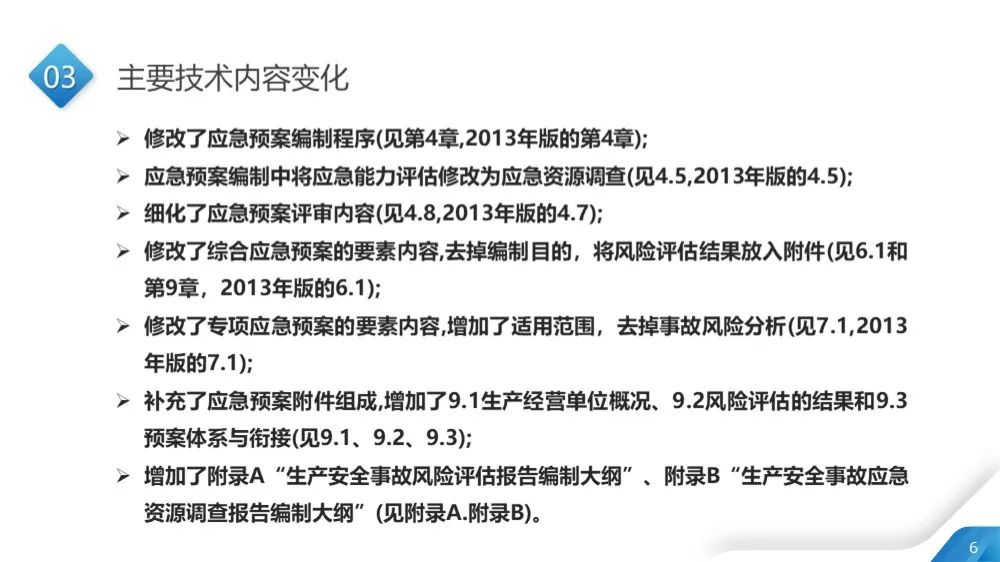 03
主要技术内容变化
➢ 修改了应急预案编制程序(见第4章,2013年版的第4章);
➢ 应急预案编制中将应急能力评估修改为应急资源调查(见4.5,2013年版的4.5);
➢ 细化了应急预案评审内容(见4.8,2013年版的4.7);
➢ 修改了综合应急预案的要素内容,去掉编制目的，将风险评估结果放入附件(见6.1和
第9章，2013年版的6.1);
➢ 修改了专项应急预案的要素内容,增加了适用范围，去掉事故风险分析(见7.1,2013
年版的7.1);
➢ 补充了应急预案附件组成,增加了9.1生产经营单位概况、9.2风险评估的结果和9.3
预案体系与衔接(见9.1、9.2、9.3);
➢ 增加了附录A“生产安全事故风险评估报告编制大纲”、附录B“生产安全事故应急
资源调查报告编制大纲”(见附录A.附录B)。
6